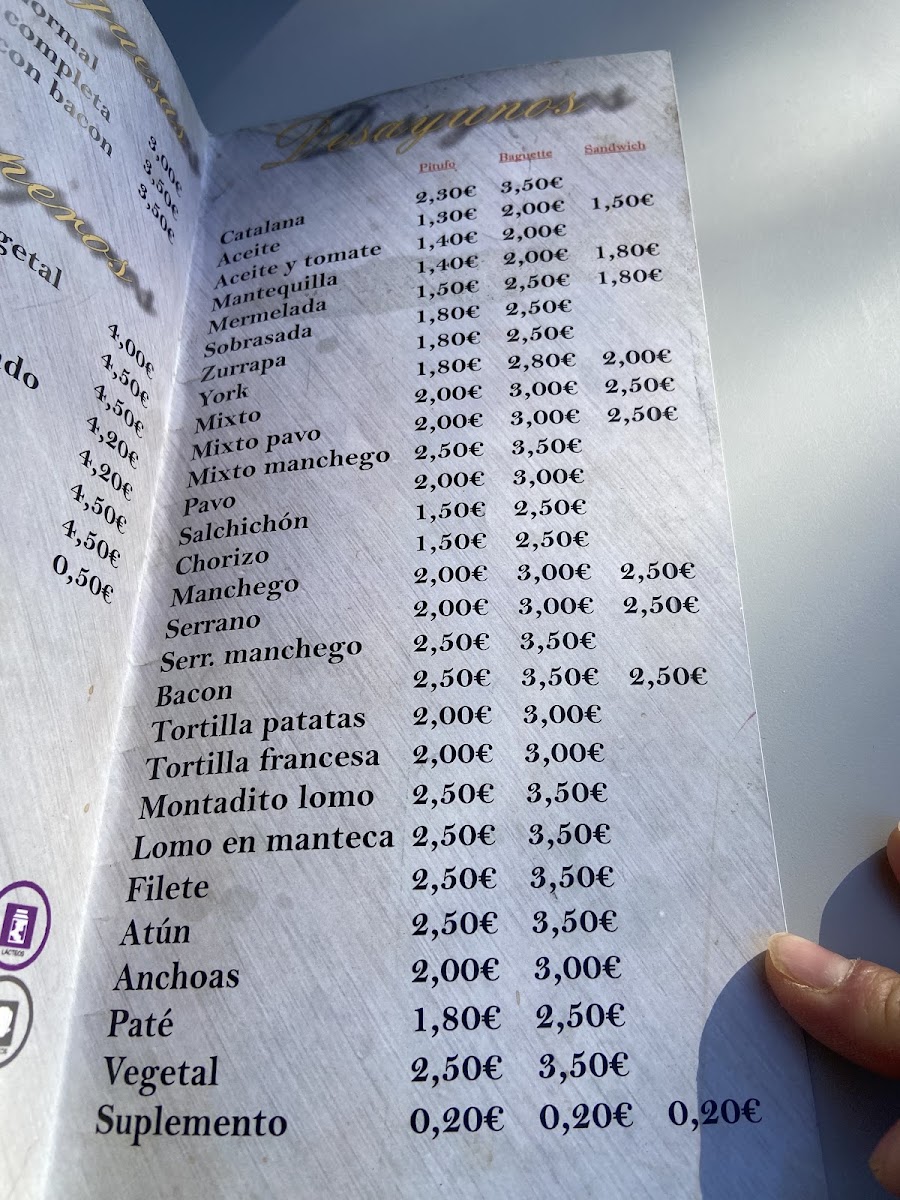 ormal 3,00€
completa 3,50€
con bacon 3,50€
getal
4,00€
4,50€
4,50€
4,20€
4,20€
4,50€
4,50€
0,50€
LÁCTEOS
Desayunos
Pitufo Baguette Sandwich
Catalana 2,30€ 3,50€
Aceite 1,30€ 2,00€ 1,50€
Aceite y tomate 1,40€ 2,00€
Mantequilla 1,40€ 2,00€ 1,80€
Mermelada 1,50€ 2,50€ 1,80€
Sobrasada 1,80€ 2,50€
Zurrapa 1,80€ 2,50€
York 1,80€ 2,80€ 2,00€
Mixto 2,00€ 3,00€ 2,50€
Mixto pavo 2,00€ 3,00€ 2,50€
Mixto manchego 2,50€ 3,50€
Pavo 2,00€ 3,00€
Salchichón 1,50€ 2,50€
Chorizo 1,50€ 2,50€
Manchego 2,00€ 3,00€ 2,50€
Serrano 2,00€ 3,00€ 2,50€
Serr. manchego 2,50€ 3,50€
Bacon 2,50€ 3,50€ 2,50€
Tortilla patatas 2,00€ 3,00€
Tortilla francesa 2,00€ 3,00€
Montadito lomo 2,50€ 3,50€
Lomo en manteca 2,50€ 3,50€
Filete 2,50€ 3,50€
Atún 2,50€ 3,50€
Anchoas 2,00€ 3,00€
Paté 1,80€ 2,50€
Vegetal 2,50€ 3,50€
Suplemento 0,20€ 0,20€ 0,20€